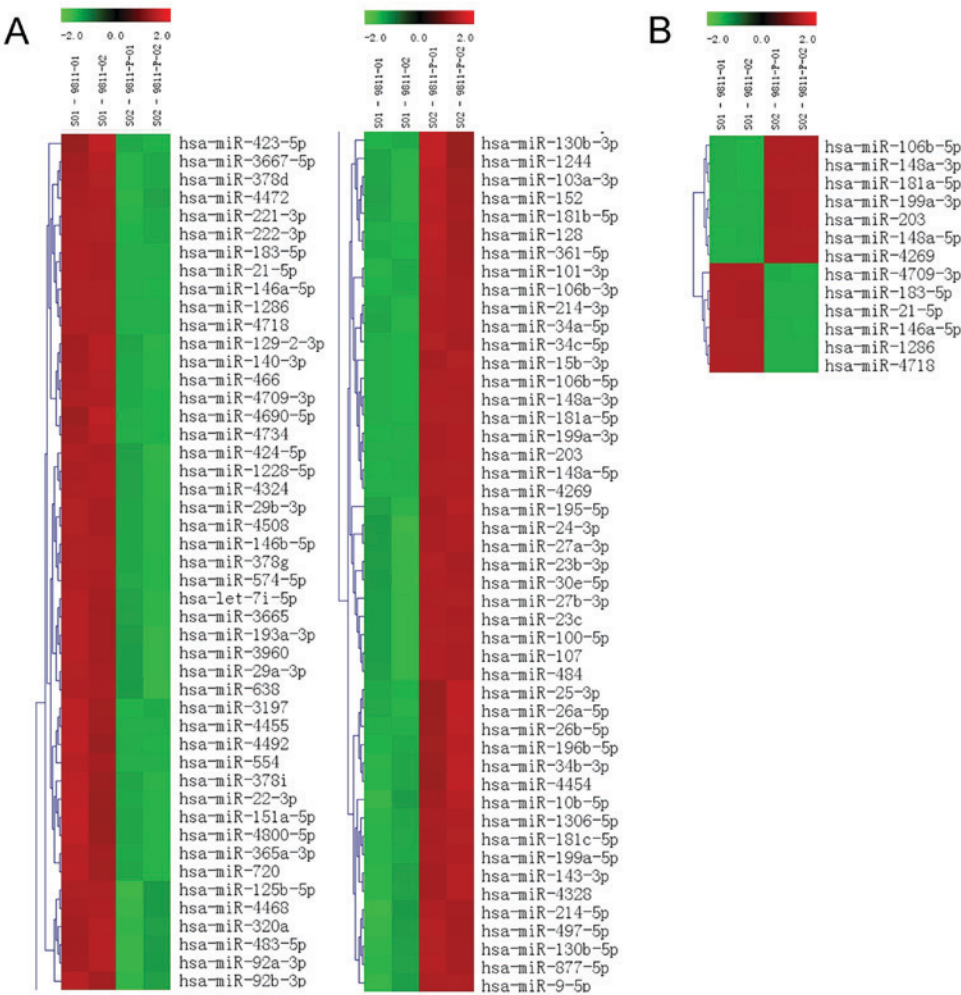 A
-2.0 0.0 2.0
S01 - 9811-01
S01 - 9811-02
S02 - 9811-P-01
S02 - 9811-P-02
hsa-miR-423-5p
hsa-miR-3667-5p
hsa-miR-378d
hsa-miR-4472
hsa-miR-221-3p
hsa-miR-222-3p
hsa-miR-183-5p
hsa-miR-21-5p
hsa-miR-146a-5p
hsa-miR-1286
hsa-miR-4718
hsa-miR-129-2-3p
hsa-miR-140-3p
hsa-miR-466
hsa-miR-4709-3p
hsa-miR-4690-5p
hsa-miR-4734
hsa-miR-424-5p
hsa-miR-1228-5p
hsa-miR-4324
hsa-miR-29b-3p
hsa-miR-4508
hsa-miR-146b-5p
hsa-miR-378g
hsa-miR-574-5p
hsa-let-7i-5p
hsa-miR-3665
hsa-miR-193a-3p
hsa-miR-3960
hsa-miR-29a-3p
hsa-miR-638
hsa-miR-3197
hsa-miR-4455
hsa-miR-4492
hsa-miR-554
hsa-miR-378i
hsa-miR-22-3p
hsa-miR-151a-5p
hsa-miR-4800-5p
hsa-miR-365a-3p
hsa-miR-720
hsa-miR-125b-5p
hsa-miR-4468
hsa-miR-320a
hsa-miR-483-5p
hsa-miR-92a-3p
hsa-miR-92b-3p
-2.0 0.0 2.0
S01 - 9811-01
S01 - 9811-02
S02 - 9811-P-01
S02 - 9811-P-02
hsa-miR-130b-3p
hsa-miR-1244
hsa-miR-103a-3p
hsa-miR-152
hsa-miR-181b-5p
hsa-miR-128
hsa-miR-361-5p
hsa-miR-101-3p
hsa-miR-106b-3p
hsa-miR-214-3p
hsa-miR-34a-5p
hsa-miR-34c-5p
hsa-miR-15b-3p
hsa-miR-106b-5p
hsa-miR-148a-3p
hsa-miR-181a-5p
hsa-miR-199a-3p
hsa-miR-203
hsa-miR-148a-5p
hsa-miR-4269
hsa-miR-195-5p
hsa-miR-24-3p
hsa-miR-27a-3p
hsa-miR-23b-3p
hsa-miR-30e-5p
hsa-miR-27b-3p
hsa-miR-23c
hsa-miR-100-5p
hsa-miR-107
hsa-miR-484
hsa-miR-25-3p
hsa-miR-26a-5p
hsa-miR-26b-5p
hsa-miR-196b-5p
hsa-miR-34b-3p
hsa-miR-4454
hsa-miR-10b-5p
hsa-miR-1306-5p
hsa-miR-181c-5p
hsa-miR-199a-5p
hsa-miR-143-3p
hsa-miR-4328
hsa-miR-214-5p
hsa-miR-497-5p
hsa-miR-130b-5p
hsa-miR-877-5p
hsa-miR-9-5p
B
-2.0 0.0 2.0
S01 - 9811-01
S01 - 9811-02
S02 - 9811-P-01
S02 - 9811-P-02
hsa-miR-106b-5p
hsa-miR-148a-3p
hsa-miR-181a-5p
hsa-miR-199a-3p
hsa-miR-203
hsa-miR-148a-5p
hsa-miR-4269
hsa-miR-4709-3p
hsa-miR-183-5p
hsa-miR-21-5p
hsa-miR-146a-5p
hsa-miR-1286
hsa-miR-4718